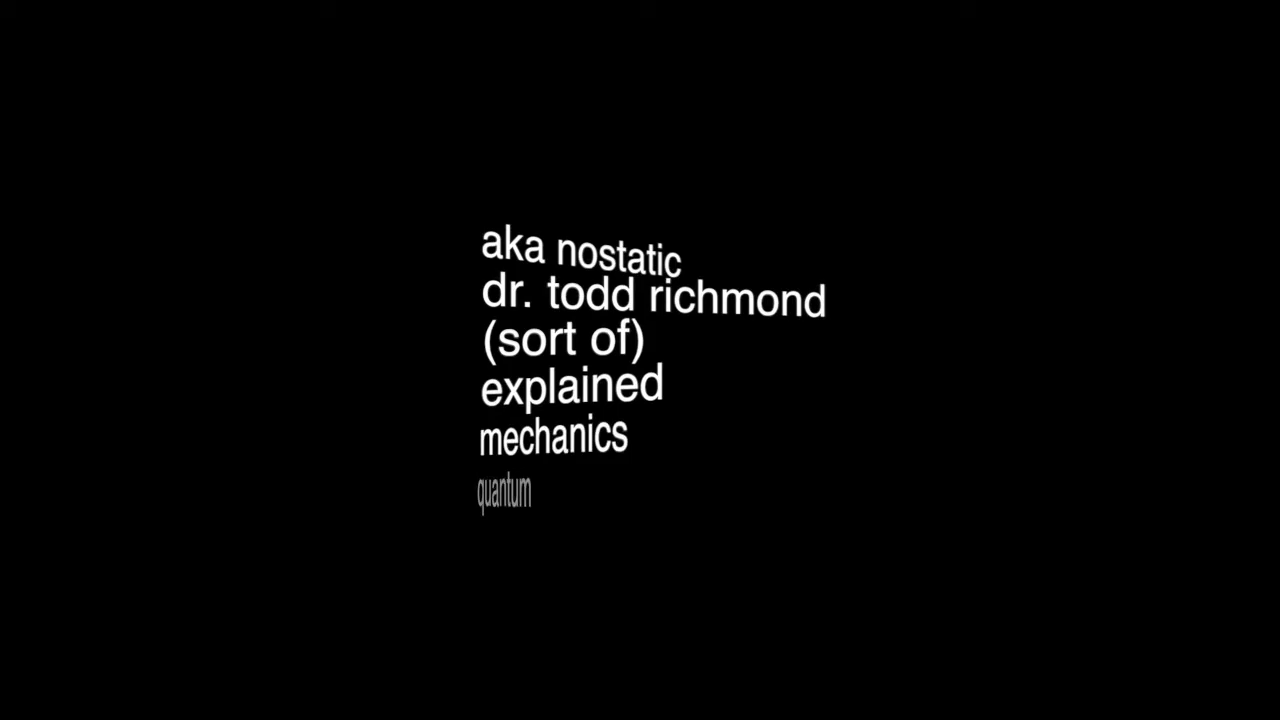 aka nostatic
dr. todd richmond
(sort of)
explained
mechanics
quantum